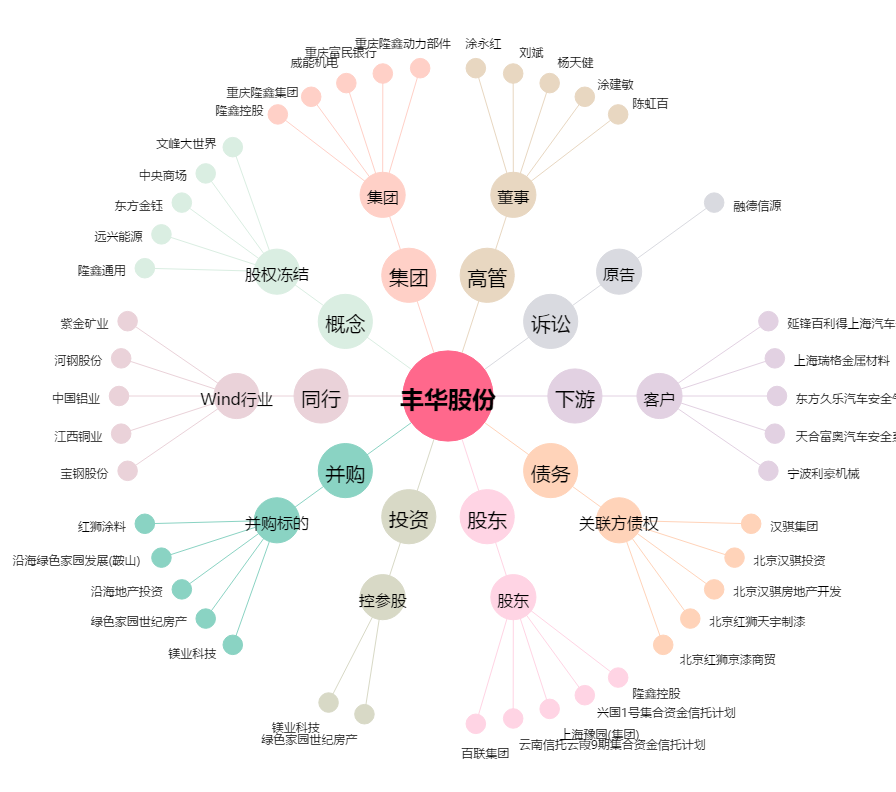 重庆隆鑫动力部件
重庆富民银行
威能机电
重庆隆鑫集团
隆鑫控股
涂永红
刘斌
杨天健
涂建敏
陈虹百
文峰大世界
中央商场
东方金钰
远兴能源
隆鑫通用
集团
董事
融德信源
股权冻结
集团
高管
原告
概念
诉讼
紫金矿业
河钢股份
中国铝业
江西铜业
宝钢股份
Wind行业
同行
丰华股份
下游
客户
延锋百利得上海汽车
上海瑞格金属材料
东方久乐汽车安全气
天合富奥汽车安全系
宁波利豪机械
并购
债务
并购标的
投资
股东
关联方债权
红狮涂料
沿海绿色家园发展(鞍山)
沿海地产投资
绿色家园世纪房产
镁业科技
控参股
股东
汉骐集团
北京汉骐投资
北京汉骐房地产开发
北京红狮天宇制漆
北京红狮京漆商贸
镁业科技
绿色家园世纪房产
隆鑫控股
兴国1号集合资金信托计划
上海豫园(集团)
云南信托云霞9期集合资金信托计划
百联集团